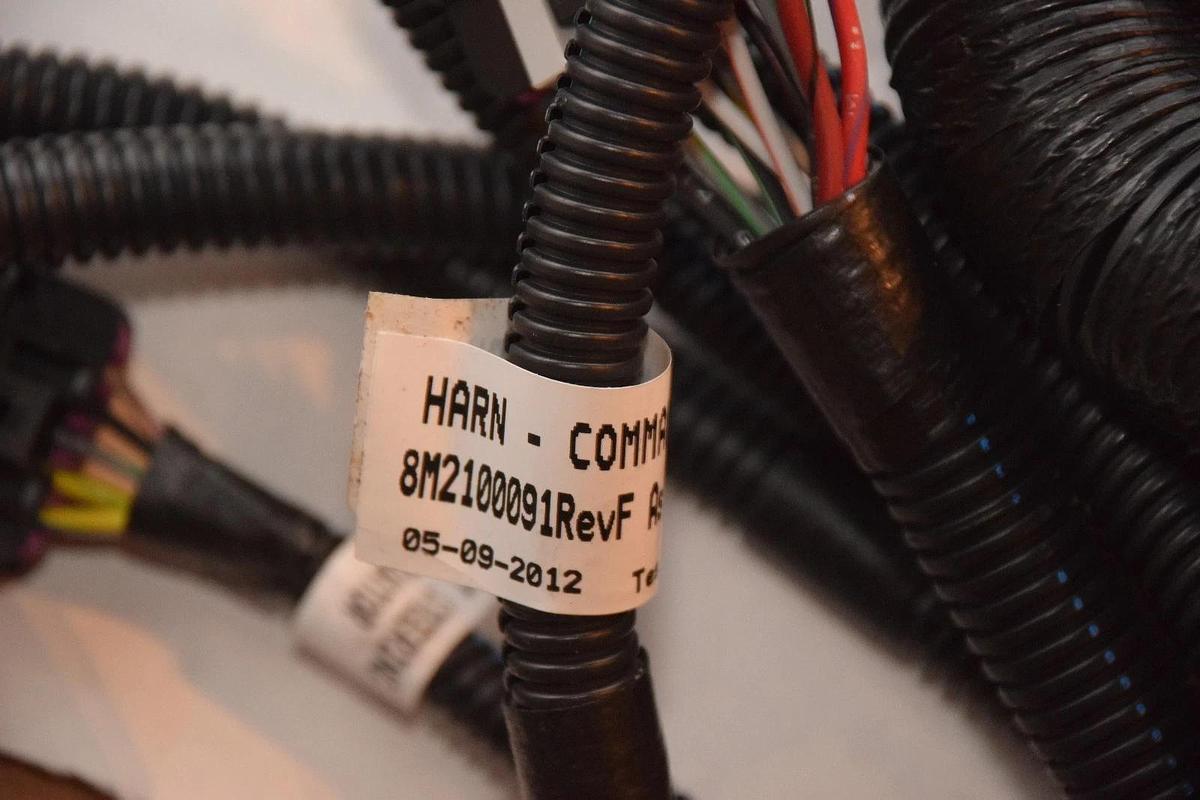 HARN - COMMA
8M2100091RevF As
05-09-2012 Te